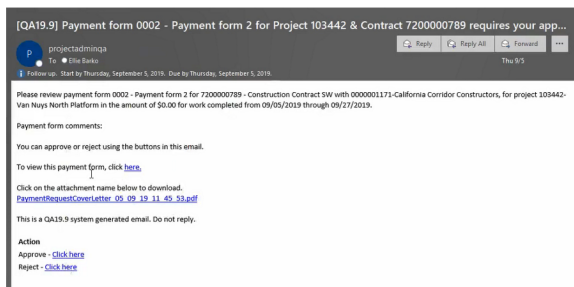 [QA19.9] Payment form 0002 - Payment form 2 for Project 103442 & Contract 7200000789 requires your app...
P
projectadminqa
To Ellie Barko
Reply
Reply All
Forward
...
Thu 9/5
Follow up. Start by Thursday, September 5, 2019. Due by Thursday, September 5, 2019.
Please review payment form 0002 - Payment form 2 for 7200000789 - Construction Contract SW with 0000001171-California Corridor Constructors, for project 103442-
Van Nuys North Platform in the amount of $0.00 for work completed from 09/05/2019 through 09/27/2019.
Payment form comments:
You can approve or reject using the buttons in this email.
To view this payment form, click here.
Click on the attachment name below to download.
PaymentRequestCoverLetter_05_09_19_11_45_53.pdf
This is a QA19.9 system generated email. Do not reply.
Action
Approve - Click here
Reject - Click here